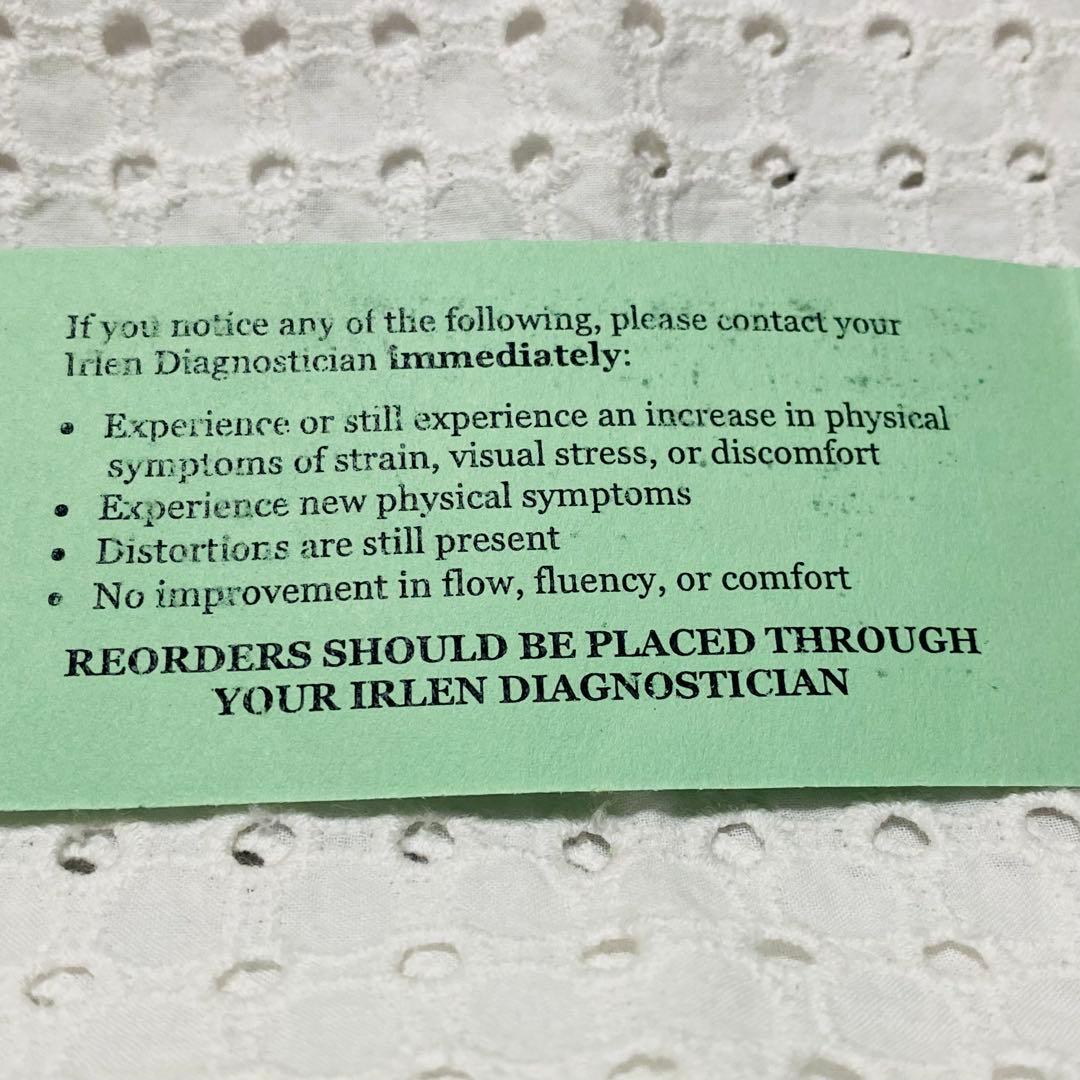 If you notice any of the following, please contact your
Irlen Diagnostician immediately:
• Experience or still experience an increase in physical
symptoms of strain, visual stress, or discomfort
• Experience new physical symptoms
• Distortions are still present
• No improvement in flow, fluency, or comfort
REORDERS SHOULD BE PLACED THROUGH
YOUR IRLEN DIAGNOSTICIAN